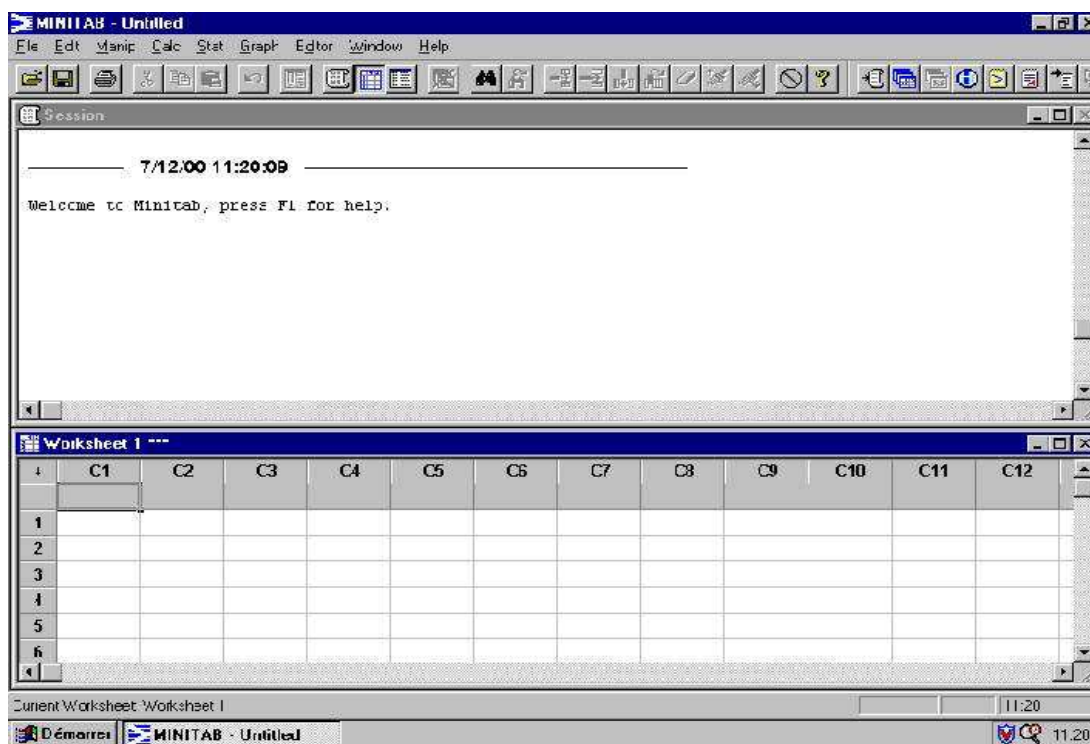 MINITAB - Untitled
File Edit Manip Calc Stat Graph Editor Window Help
Session
7/12/00 11:20:09
Welcome to Minitab, press F1 for help.
Worksheet 1 ***
C1 C2 C3 C4 C5 C6 C7 C8 C9 C10 C11 C12
1
2
3
4
5
6
Current Worksheet: Worksheet 1 11:20
Démarrer MINITAB - Untitled 11:20